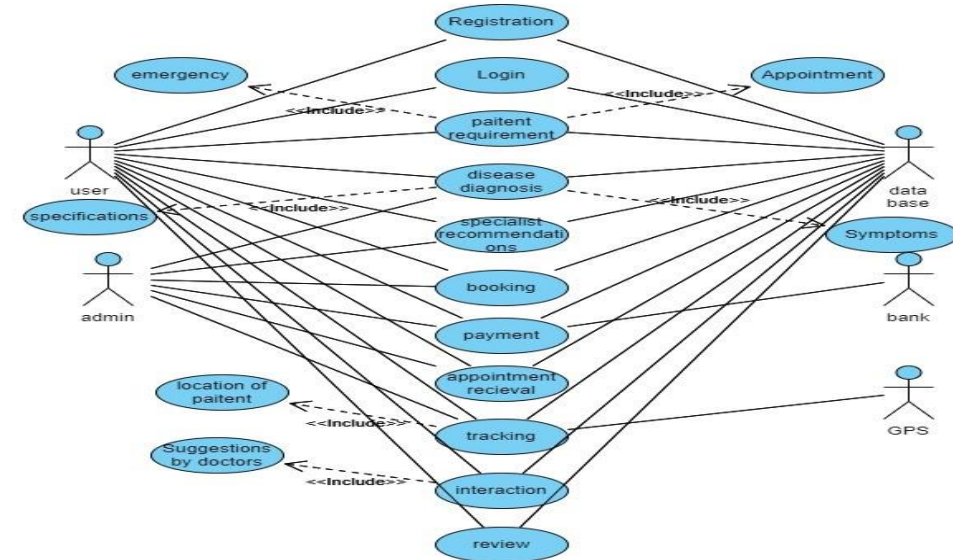 Registration
emergency
Login
Appointment
<<Include>>
<<Include>>
paitent
requirement
user
data
base
disease
diagnosis
specifications
<<Include>>
<<Include>>
specialist
recommendati
ons
Symptoms
admin
booking
bank
payment
location of
paitent
appointment
recieval
<<Include>>
tracking
GPS
Suggestions
by doctors
<<Include>>
interaction
review